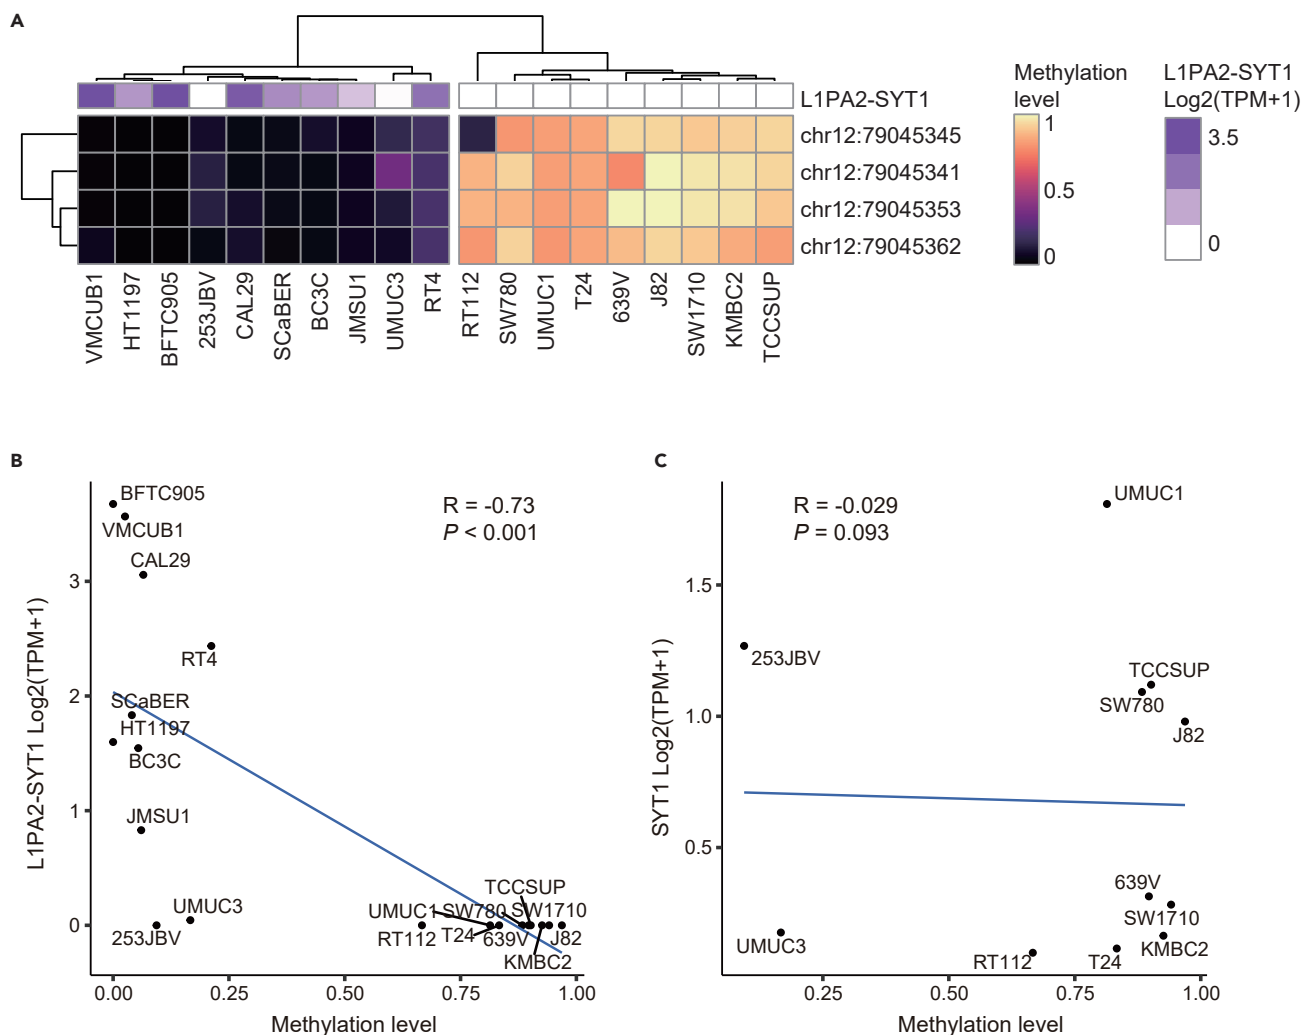 A
Methylation
level
1
0.5
0
L1PA2-SYT1
Log2(TPM+1)
3.5
0
L1PA2-SYT1
chr12:79045345
chr12:79045341
chr12:79045353
chr12:79045362
VMCUB1
HT1197
BFTC905
253JBV
CAL29
SCaBER
BC3C
JMSU1
UMUC3
RT4
RT112
SW780
UMUC1
T24
639V
J82
SW1710
KMBC2
TCCSUP
B
L1PA2-SYT1 Log2(TPM+1)
3
2
1
0
BFTC905
VMCUB1
CAL29
RT4
SCaBER
HT1197
BC3C
JMSU1
UMUC3
253JBV
R = -0.73
P < 0.001
TCCSUP
UMUC1
SW780
SW1710
RT112
T24
639V
J82
KMBC2
0.00
0.25
0.50
0.75
1.00
Methylation level
C
SYT1 Log2(TPM+1)
1.5
1.0
0.5
R = -0.029
P = 0.093
UMUC1
253JBV
TCCSUP
SW780
J82
639V
SW1710
UMUC3
KMBC2
RT112
T24
0.25
0.50
0.75
1.00
Methylation level